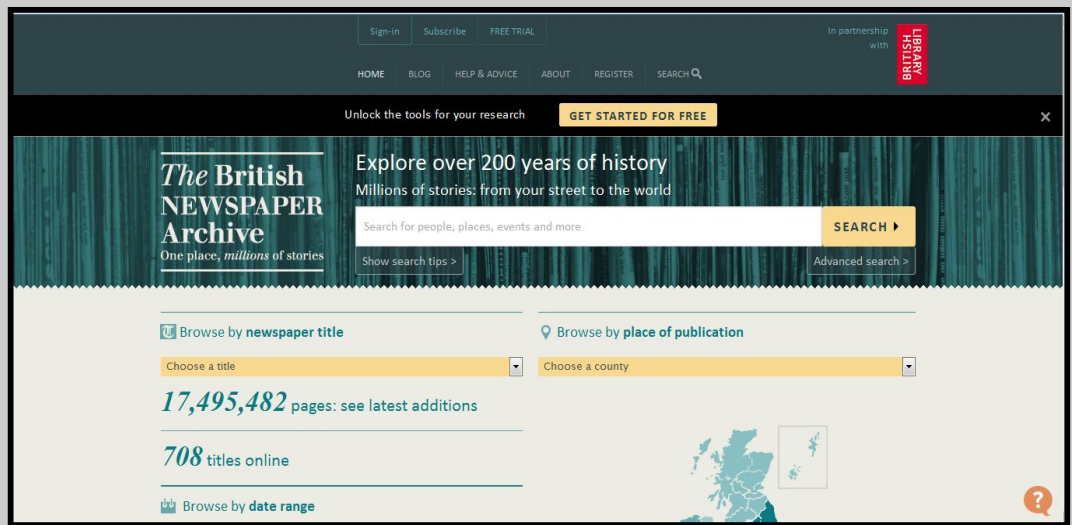 Sign-in Subscribe FREE TRIAL
In partnership
with
BRITISH
LIBRARY
HOME BLOG HELP & ADVICE ABOUT REGISTER SEARCH
Unlock the tools for your research GET STARTED FOR FREE
The British
NEWSPAPER
Archive
One place, millions of stories
Explore over 200 years of history
Millions of stories: from your street to the world
Search for people, places, events and more SEARCH
Show search tips > Advanced search >
Browse by newspaper title
Choose a title
17,495,482 pages: see latest additions
708 titles online
Browse by date range
Browse by place of publication
Choose a county
?